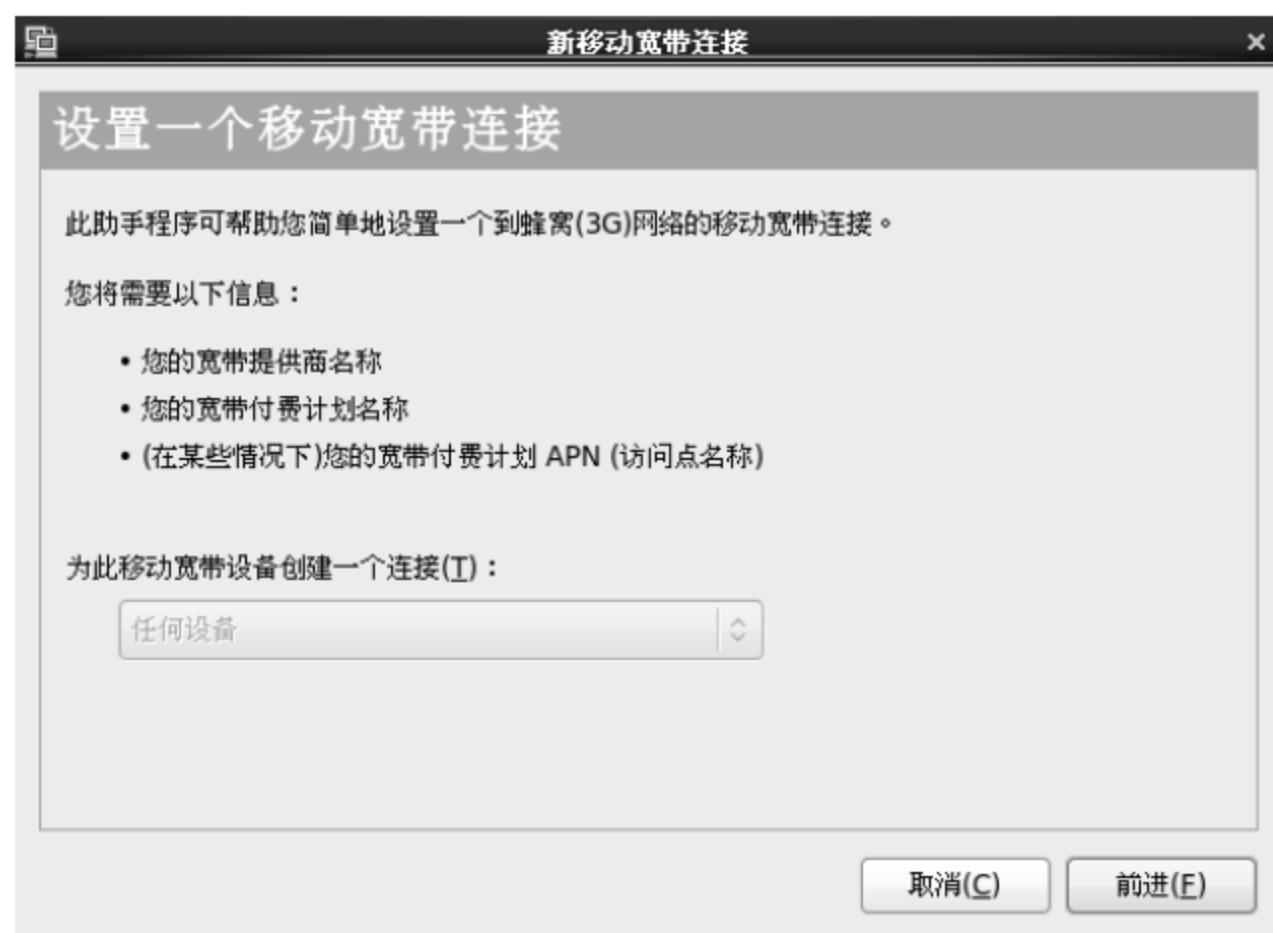 新移动宽带连接
设置一个移动宽带连接
此助手程序可帮助您简单地设置一个到蜂窝(3G)网络的移动宽带连接。
您将需要以下信息：
• 您的宽带提供商名称
• 您的宽带付费计划名称
• (在某些情况下)您的宽带付费计划 APN (访问点名称)
为此移动宽带设备创建一个连接(T)：
任何设备
取消(C) 前进(F)